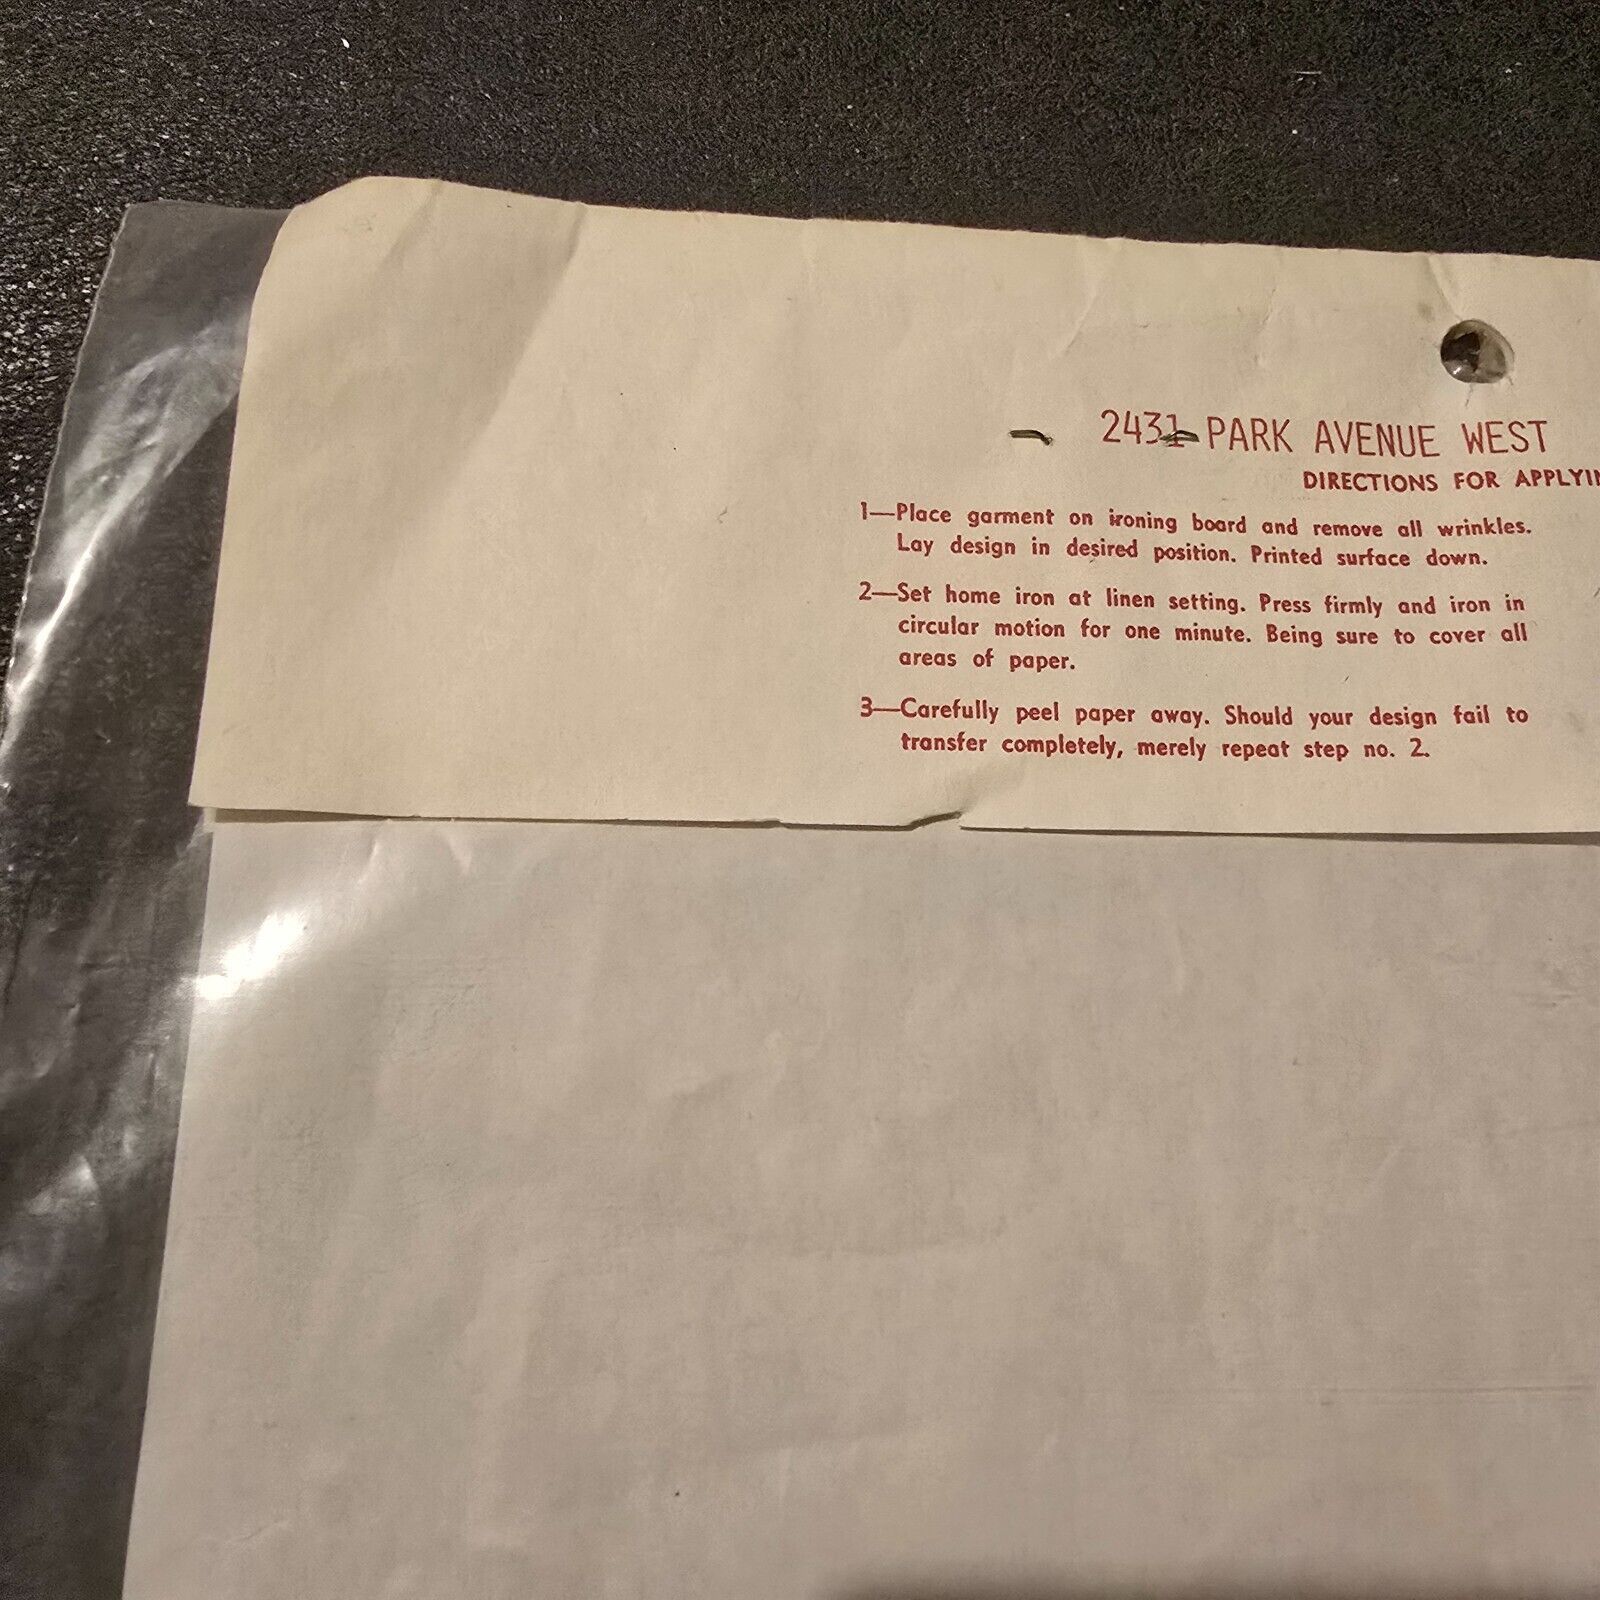 2431 PARK AVENUE WEST
DIRECTIONS FOR
1—Place garment on ironing board and remove all wrinkles.
Lay design in desired position. Printed surface down.
2—Set home iron at linen setting. Press firmly and iron in
circular motion for one minute. Being sure to cover all
areas of paper.
3—Carefully peel paper away. Should your design fail to
transfer completely, merely repeat step no. 2.